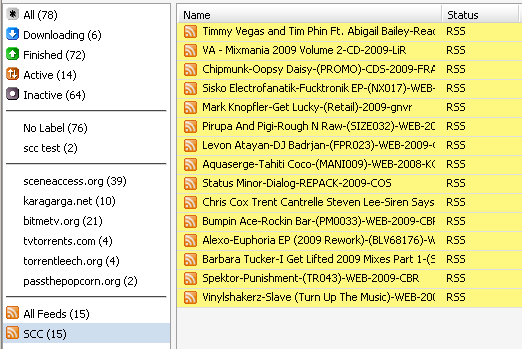 All (78)
Downloading (6)
Finished (72)
Active (14)
Inactive (64)
No Label (76)
scc test (2)
sceneaccess.org (39)
karagarga.net (10)
bitmetv.org (21)
tvtorrents.com (4)
torrentleech.org (4)
passthepopcorn.org (2)
All Feeds (15)
SCC (15)
Name Status
Timmy Vegas and Tim Phin Ft. Abigail Bailey-Reac RSS
VA - Mixmania 2009 Volume 2-CD-2009-LiR RSS
Chipmunk-Oopsy Daisy-(PROMO)-CDS-2009-FRA RSS
Sisko Electrofanatik-Fucktonik EP-(NX017)-WEB- RSS
Mark Knopfler-Get Lucky-(Retail)-2009-gnvr RSS
Pirupa And Pigi-Rough N Raw-(SIZE032)-WEB-20 RSS
Levon Atayan-DJ Badrjan-(FPR023)-WEB-2009-C RSS
Aquaserge-Tahiti Coco-(MANI009)-WEB-2008-KC RSS
Status Minor-Dialog-REPACK-2009-COS RSS
Chris Cox Trent Cantrelle Steven Lee-Siren Says RSS
Bumpin Ace-Rockin Bar-(PM0033)-WEB-2009-CBR RSS
Alexo-Euphoria EP (2009 Rework)-(BLV68176)-W RSS
Barbara Tucker-I Get Lifted 2009 Mixes Part 1-(S RSS
Spektor-Punishment-(TR043)-WEB-2009-CBR RSS
Vinylshakerz-Slave (Turn Up The Music)-WEB-200 RSS